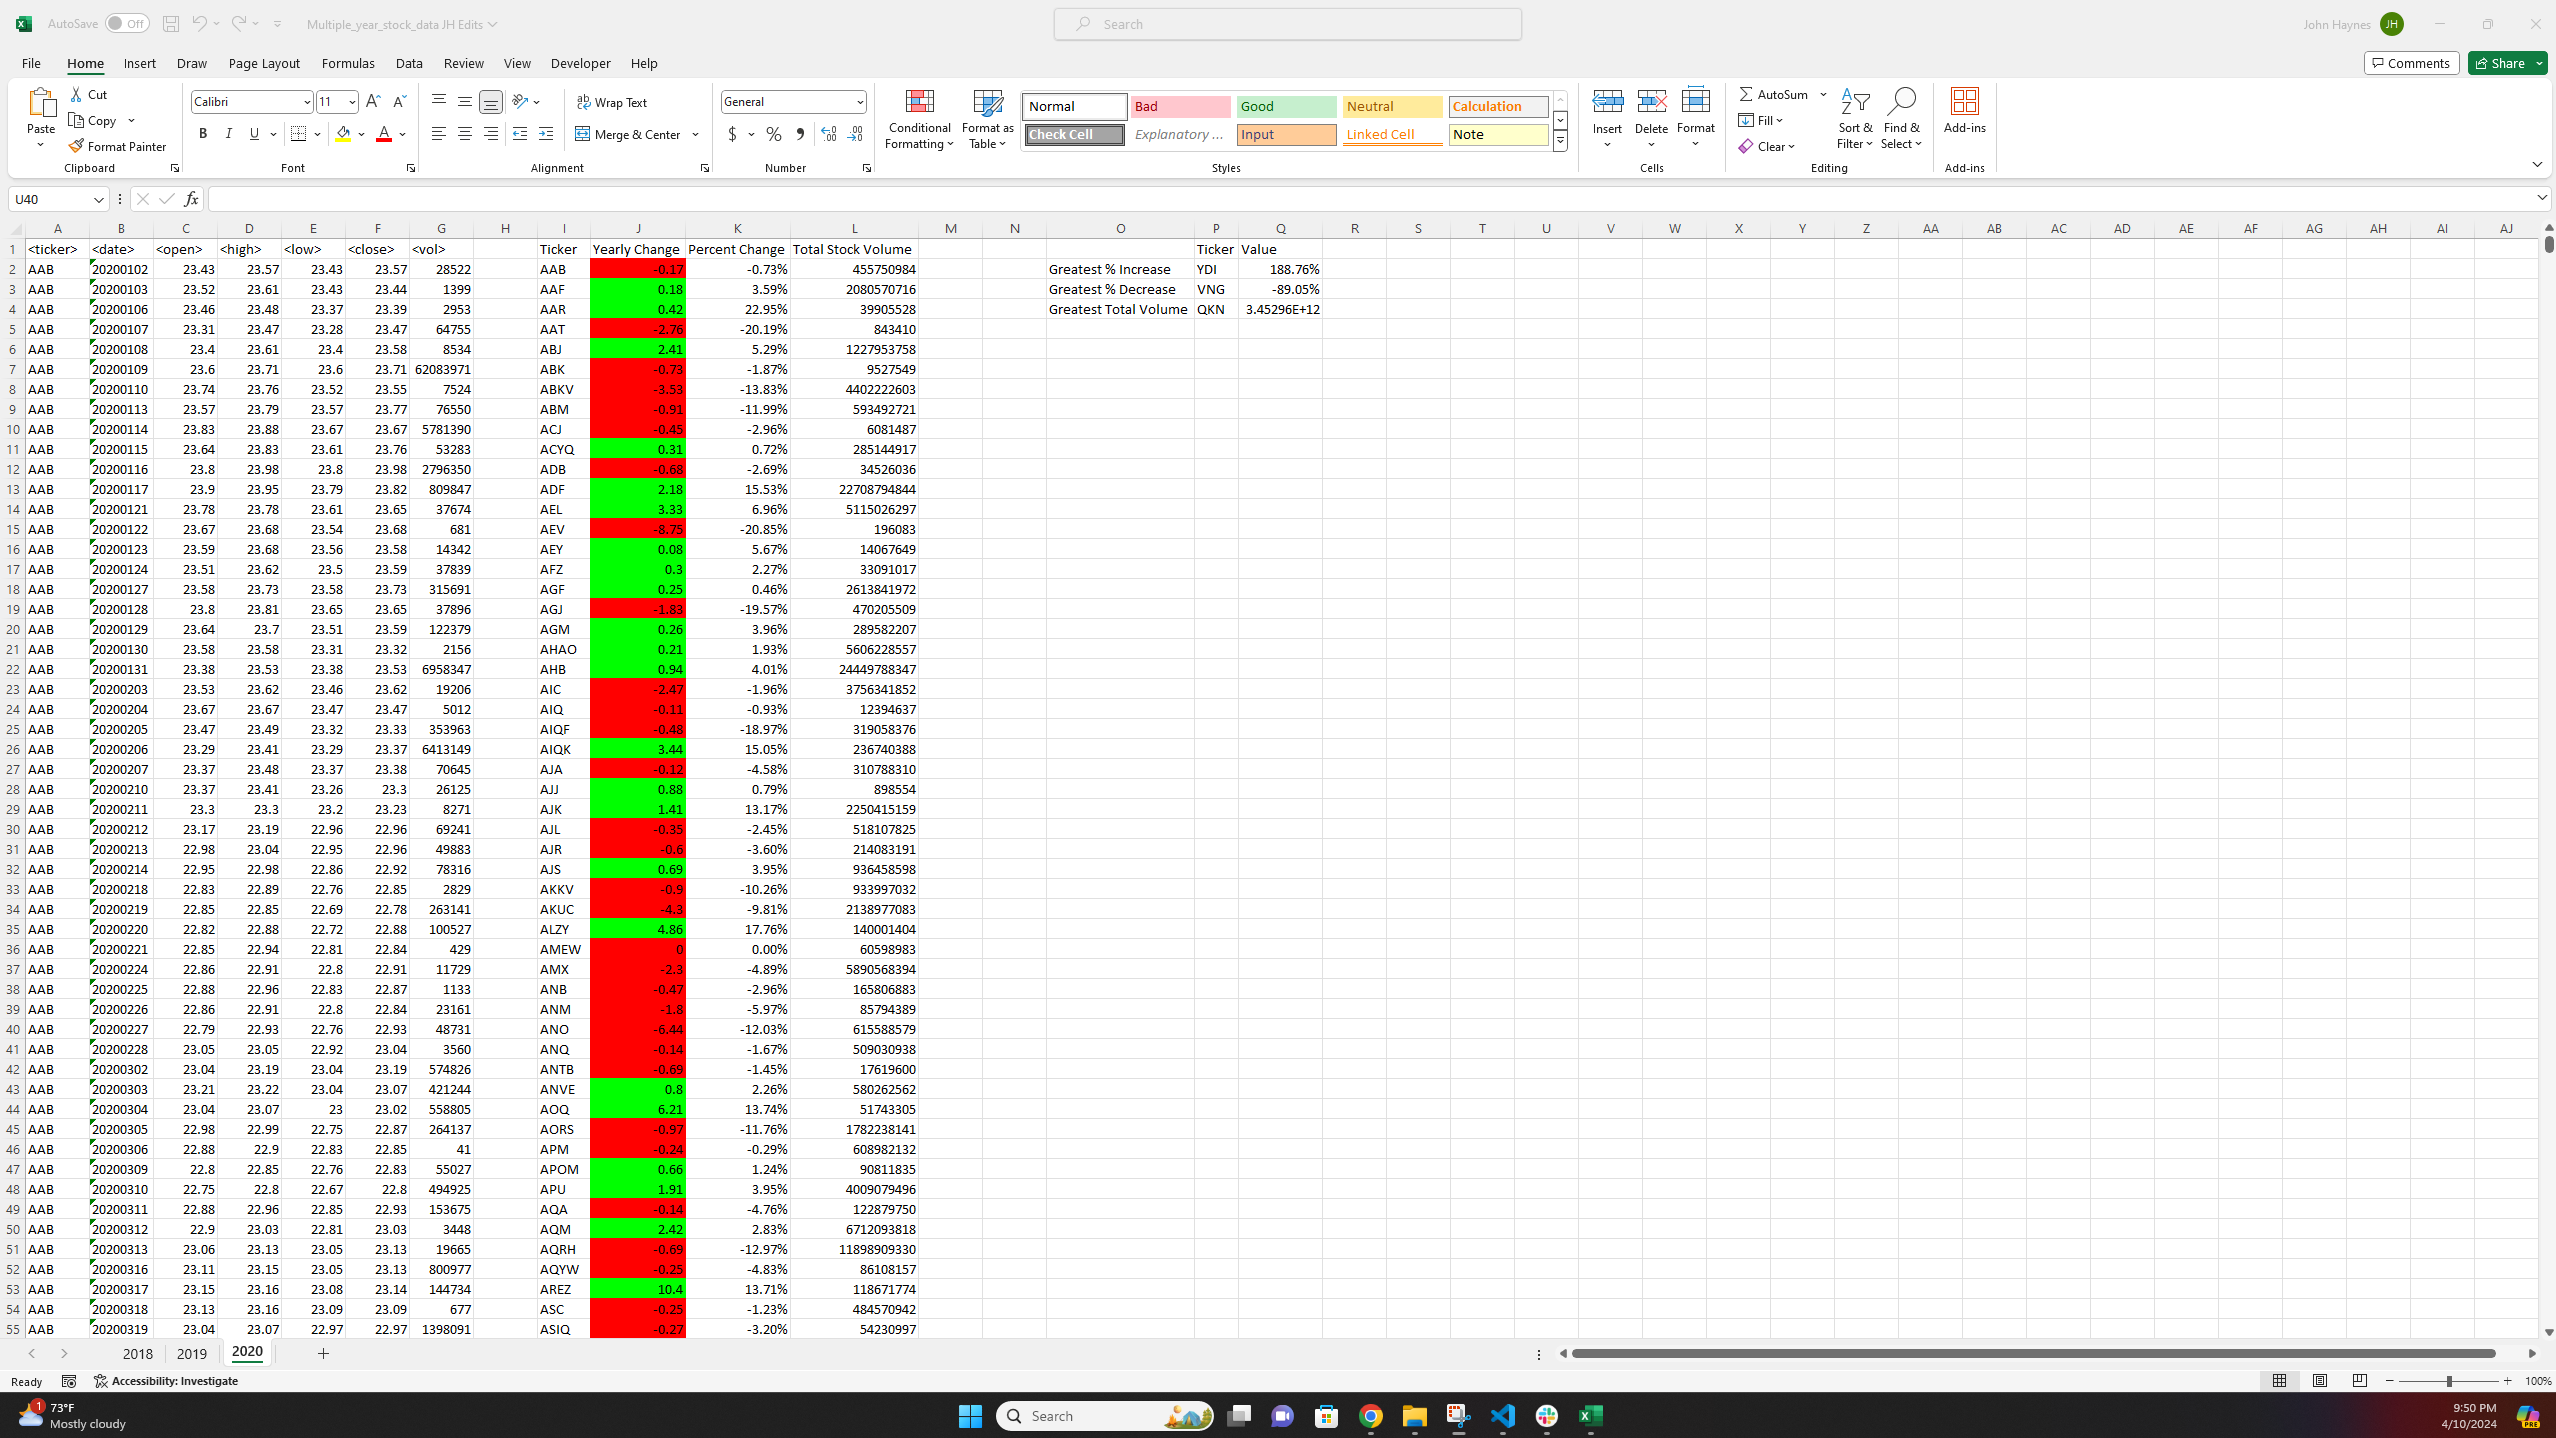 AutoSave Off Multiple_year_stock_data JH Edits Search John Haynes JH
File Home Insert Draw Page Layout Formulas Data Review View Developer Help Comments Share
Cut Calibri 11 Wrap Text General Normal Bad Good Neutral Calculation AutoSum
Paste Copy Format Painter B I U Merge & Center $ % Conditional Formatting Format as Table Check Cell Explanatory ... Input Linked Cell Note Insert Delete Format Fill Clear Sort & Filter Find & Select Add-ins
Clipboard Font Alignment Number Styles Cells Editing Add-ins
U40 fx
A B C D E F G H I J K L M N O P Q R S T U V W X Y Z AA AB AC AD AE AF AG AH AI AJ
1 <ticker> <date> <open> <high> <low> <close> <vol> Ticker Yearly Change Percent Change Total Stock Volume Ticker Value
2 AAB 20200102 23.43 23.57 23.43 23.57 28522 AAB -0.17 -0.73% 455750984 Greatest % Increase YDI 188.76%
3 AAB 20200103 23.52 23.61 23.43 23.44 1399 AAF 0.18 3.59% 2080570716 Greatest % Decrease VNG -89.05%
4 AAB 20200106 23.46 23.48 23.37 23.39 2953 AAR 0.42 22.95% 39905528 Greatest Total Volume QKN 3.45296E+12
5 AAB 20200107 23.31 23.47 23.28 23.47 64755 AAT -2.76 -20.19% 843410
6 AAB 20200108 23.4 23.61 23.4 23.58 8534 ABJ 2.41 5.29% 1227953758
7 AAB 20200109 23.6 23.71 23.6 23.71 62083971 ABK -0.73 -1.87% 9527549
8 AAB 20200110 23.74 23.76 23.52 23.55 7524 ABKV -3.53 -13.83% 4402222603
9 AAB 20200113 23.57 23.79 23.57 23.77 76550 ABM -0.91 -11.99% 593492721
10 AAB 20200114 23.83 23.88 23.67 23.67 5781390 ACJ -0.45 -2.96% 6081487
11 AAB 20200115 23.64 23.83 23.61 23.76 53283 ACYQ 0.31 0.72% 285144917
12 AAB 20200116 23.8 23.98 23.8 23.98 2796350 ADB -0.68 -2.69% 34526036
13 AAB 20200117 23.9 23.95 23.79 23.82 809847 ADF 2.18 15.53% 22708794844
14 AAB 20200121 23.78 23.78 23.61 23.65 37674 AEL 3.33 6.96% 5115026297
15 AAB 20200122 23.67 23.68 23.54 23.68 681 AEV -8.75 -20.85% 196083
16 AAB 20200123 23.59 23.68 23.56 23.58 14342 AEY 0.08 5.67% 14067649
17 AAB 20200124 23.51 23.62 23.5 23.59 37839 AFZ 0.3 2.27% 33091017
18 AAB 20200127 23.58 23.73 23.58 23.73 315691 AGF 0.25 0.46% 2613841972
19 AAB 20200128 23.8 23.81 23.65 23.65 37896 AGJ -1.83 -19.57% 470205509
20 AAB 20200129 23.64 23.7 23.51 23.59 122379 AGM 0.26 3.96% 289582207
21 AAB 20200130 23.58 23.58 23.31 23.32 2156 AHAO 0.21 1.93% 5606228557
22 AAB 20200131 23.38 23.53 23.38 23.53 6958347 AHB 0.94 4.01% 24449788347
23 AAB 20200203 23.53 23.62 23.46 23.62 19206 AIC -2.47 -1.96% 3756341852
24 AAB 20200204 23.67 23.67 23.47 23.47 5012 AIQ -0.11 -0.93% 12394637
25 AAB 20200205 23.47 23.49 23.32 23.33 353963 AIQF -0.48 -18.97% 319058376
26 AAB 20200206 23.29 23.41 23.29 23.37 6413149 AIQK 3.44 15.05% 236740388
27 AAB 20200207 23.37 23.48 23.37 23.38 70645 AJA -0.12 -4.58% 310788310
28 AAB 20200210 23.37 23.41 23.26 23.3 26125 AJJ 0.88 0.79% 898554
29 AAB 20200211 23.3 23.3 23.2 23.23 8271 AJK 1.41 13.17% 2250415159
30 AAB 20200212 23.17 23.19 22.96 22.96 69241 AJL -0.35 -2.45% 518107825
31 AAB 20200213 22.98 23.04 22.95 22.96 49883 AJR -0.6 -3.60% 214083191
32 AAB 20200214 22.95 22.98 22.86 22.92 78316 AJS 0.69 3.95% 936458598
33 AAB 20200218 22.83 22.89 22.76 22.85 2829 AKKV -0.9 -10.26% 933997032
34 AAB 20200219 22.85 22.85 22.69 22.78 263141 AKUC -4.3 -9.81% 2138977083
35 AAB 20200220 22.82 22.88 22.72 22.88 100527 ALZY 4.86 17.76% 140001404
36 AAB 20200221 22.85 22.94 22.81 22.84 429 AMEW 0 0.00% 60598983
37 AAB 20200224 22.86 22.91 22.8 22.91 11729 AMX -2.3 -4.89% 5890568394
38 AAB 20200225 22.88 22.96 22.83 22.87 1133 ANB -0.47 -2.96% 165806883
39 AAB 20200226 22.86 22.91 22.8 22.84 23161 ANM -1.8 -5.97% 85794389
40 AAB 20200227 22.79 22.93 22.76 22.93 48731 ANO -6.44 -12.03% 615588579
41 AAB 20200228 23.05 23.05 22.92 23.04 3560 ANQ -0.14 -1.67% 509030938
42 AAB 20200302 23.04 23.19 23.04 23.19 574826 ANTB -0.69 -1.45% 17619600
43 AAB 20200303 23.21 23.22 23.04 23.07 421244 ANVE 0.8 2.26% 580262562
44 AAB 20200304 23.04 23.07 23 23.02 558805 AOQ 6.21 13.74% 51743305
45 AAB 20200305 22.98 22.99 22.75 22.87 264137 AORS -0.97 -11.76% 1782238141
46 AAB 20200306 22.88 22.9 22.83 22.85 41 APM -0.24 -0.29% 608982132
47 AAB 20200309 22.8 22.85 22.76 22.83 55027 APOM 0.66 1.24% 90811835
48 AAB 20200310 22.75 22.8 22.67 22.8 494925 APU 1.91 3.95% 4009079496
49 AAB 20200311 22.88 22.96 22.85 22.93 153675 AQA -0.14 -4.76% 122879750
50 AAB 20200312 22.9 23.03 22.81 23.03 3448 AQM 2.42 2.83% 6712093818
51 AAB 20200313 23.06 23.13 23.05 23.13 19665 AQRH -0.69 -12.97% 11898909330
52 AAB 20200316 23.11 23.15 23.05 23.13 800977 AQYW -0.25 -4.83% 86108157
53 AAB 20200317 23.15 23.16 23.08 23.14 144734 AREZ 10.4 13.71% 118671774
54 AAB 20200318 23.13 23.16 23.09 23.09 677 ASC -0.25 -1.23% 484570942
55 AAB 20200319 23.04 23.07 22.97 22.97 1398091 ASIQ -0.27 -3.20% 54230997
2018 2019 2020
Ready Accessibility: Investigate 100%
1 73°F
Mostly cloudy
Search
9:50 PM
4/10/2024
PRE